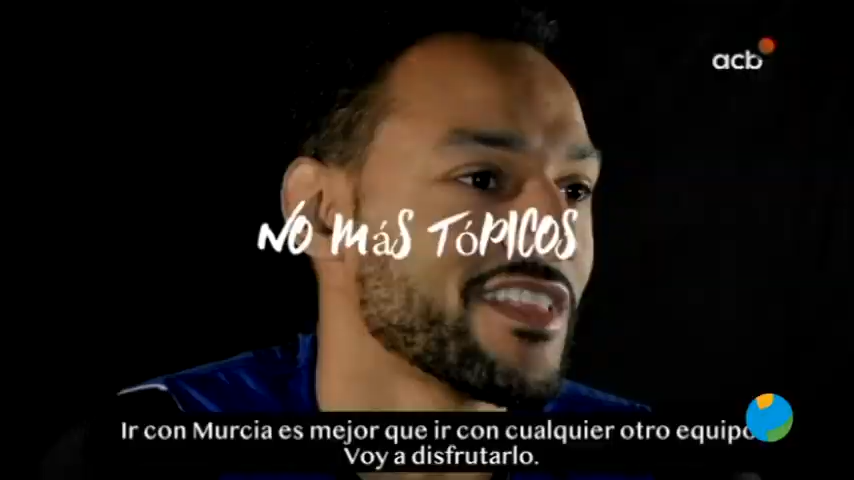 acb
NO MáS TÓPICOS
Ir con Murcia es mejor que ir con cualquier otro equipo.
Voy a disfrutarlo.